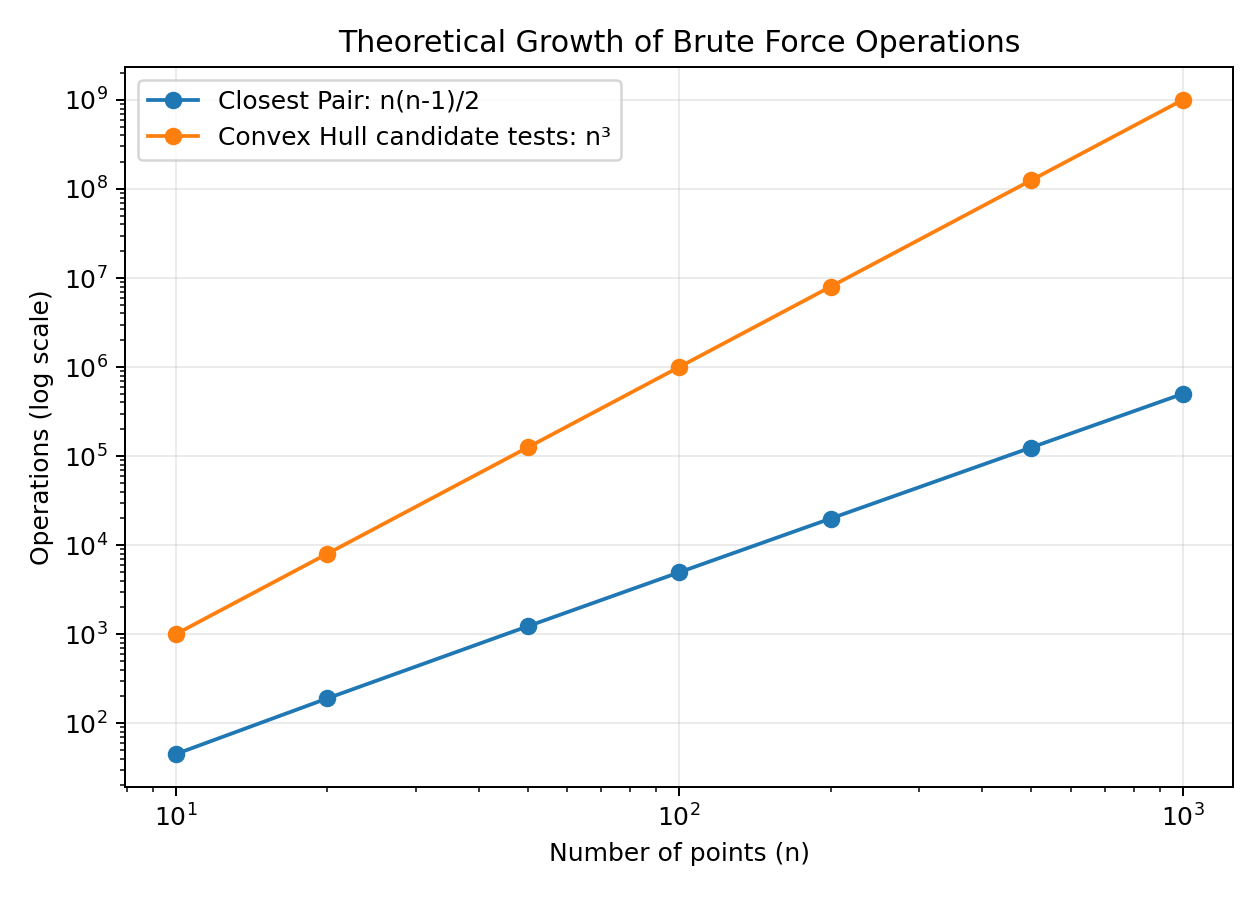 Theoretical Growth of Brute Force Operations
Closest Pair: n(n-1)/2
Convex Hull candidate tests: n³
Operations (log scale)
10⁹
10⁸
10⁷
10⁶
10⁵
10⁴
10³
10²
10¹ 10² 10³
Number of points (n)